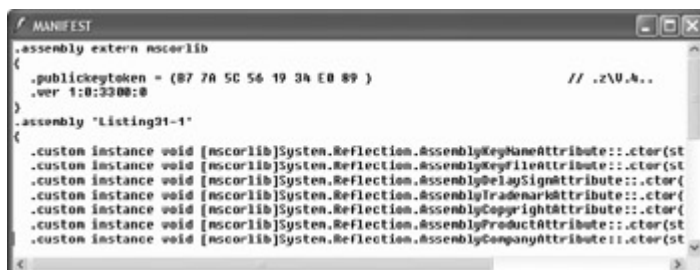 MANIFEST
.assembly extern mscorlib
{
.publickeytoken = (B7 7A 5C 56 19 34 E0 89 ) // .z\V.4..
.ver 1:0:3300:0
}
.assembly 'Listing31-1'
{
.custom instance void [mscorlib]System.Reflection.AssemblyKeyNameAttribute::.ctor(st
.custom instance void [mscorlib]System.Reflection.AssemblyKeyFileAttribute::.ctor(st
.custom instance void [mscorlib]System.Reflection.AssemblyDelaySignAttribute::.ctor(
.custom instance void [mscorlib]System.Reflection.AssemblyTrademarkAttribute::.ctor(
.custom instance void [mscorlib]System.Reflection.AssemblyCopyrightAttribute::.ctor(
.custom instance void [mscorlib]System.Reflection.AssemblyProductAttribute::.ctor(st
.custom instance void [mscorlib]System.Reflection.AssemblyCompanyAttribute::.ctor(st